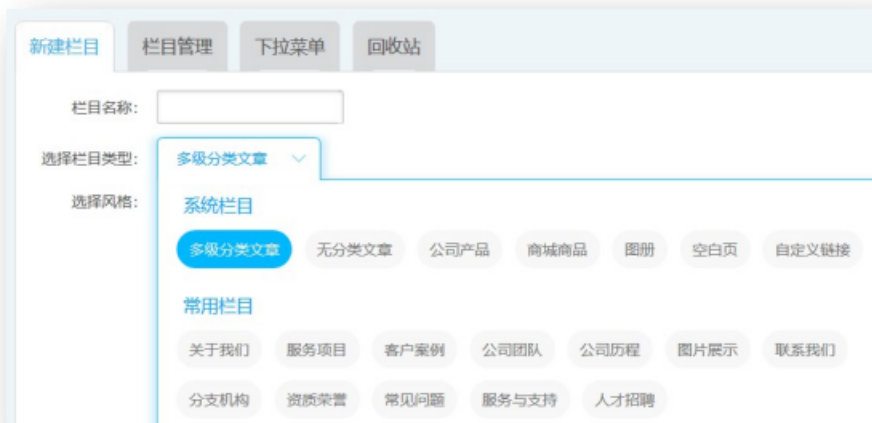 新建栏目 栏目管理 下拉菜单 回收站
栏目名称:
选择栏目类型: 多级分类文章
选择风格: 系统栏目
多级分类文章 无分类文章 公司产品 商城商品 图册 空白页 自定义链接
常用栏目
关于我们 服务项目 客户案例 公司团队 公司历程 图片展示 联系我们
分支机构 资质荣誉 常见问题 服务与支持 人才招聘